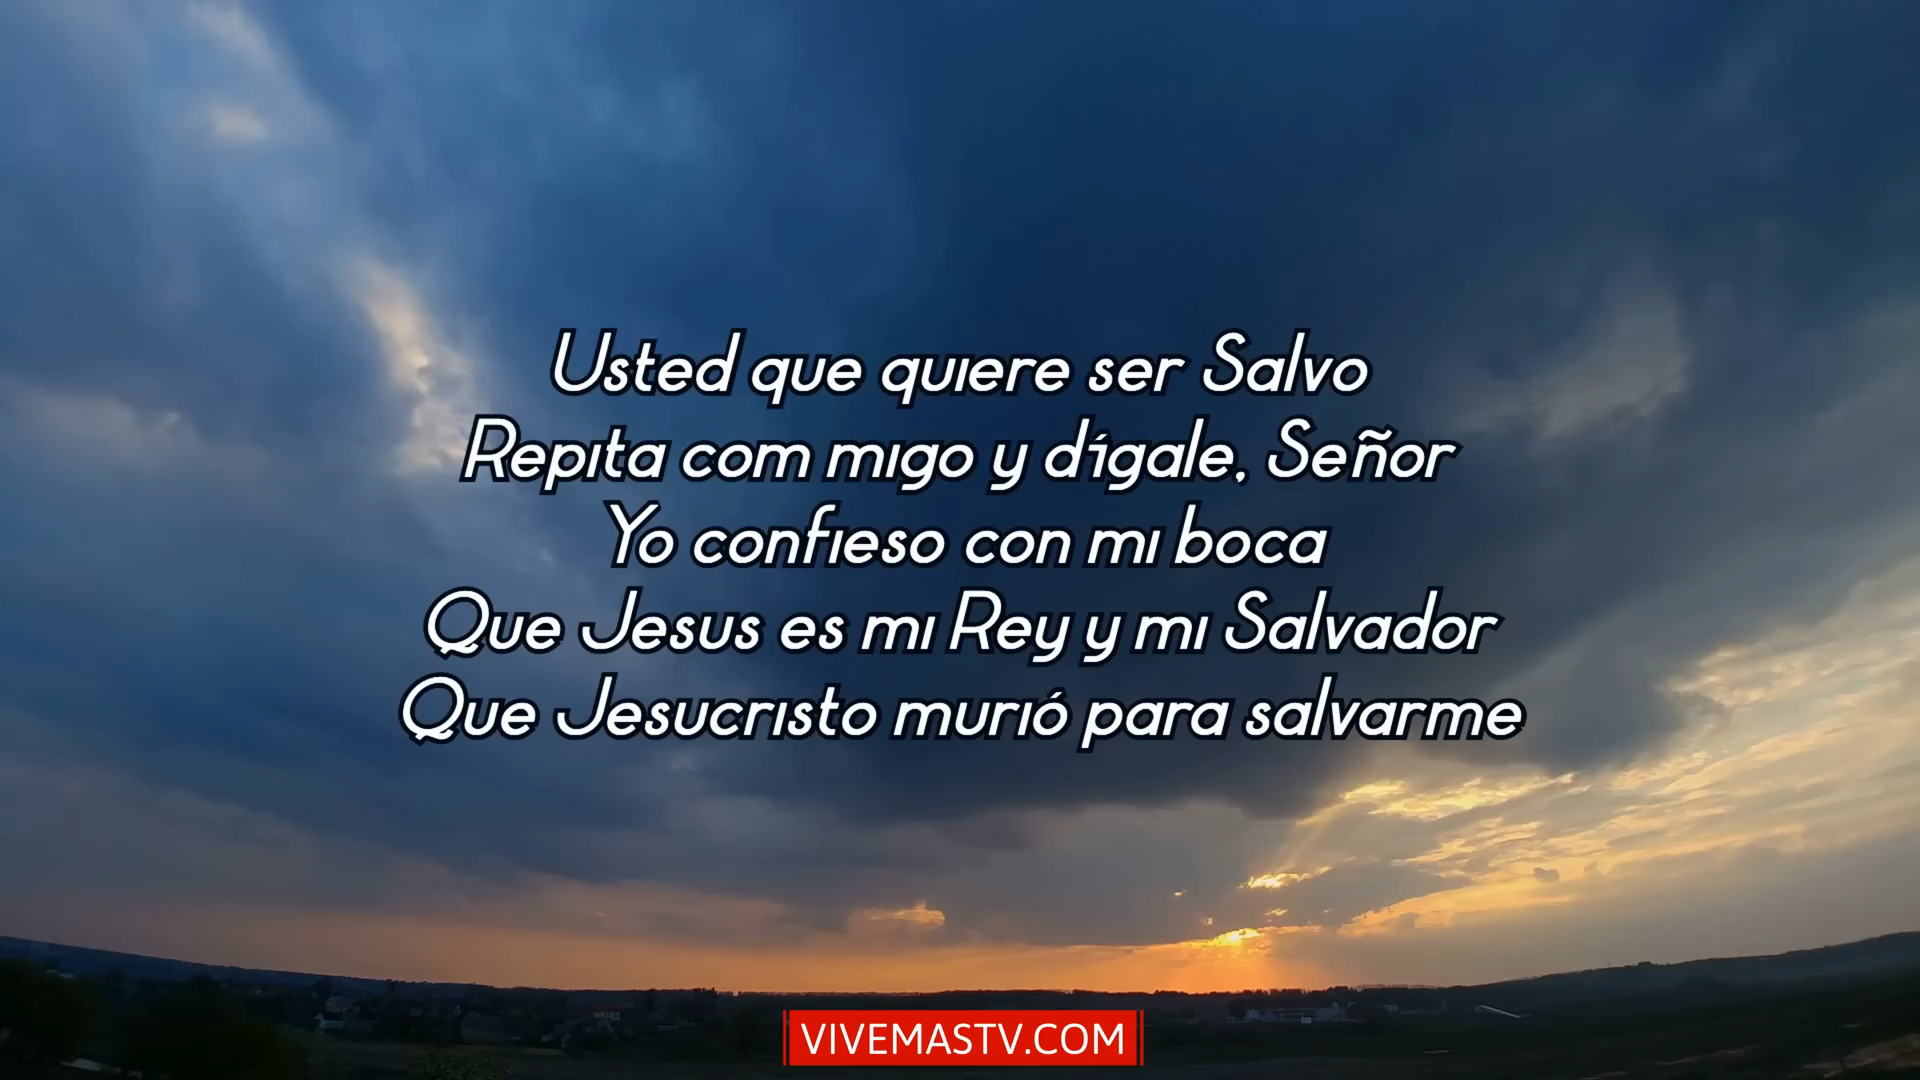 Usted que quiere ser Salvo
Repita com migo y dígale, Señor
Yo confieso con mi boca
Que Jesus es mi Rey y mi Salvador
Que Jesucristo murió para salvarme
VIVEMASTV.COM